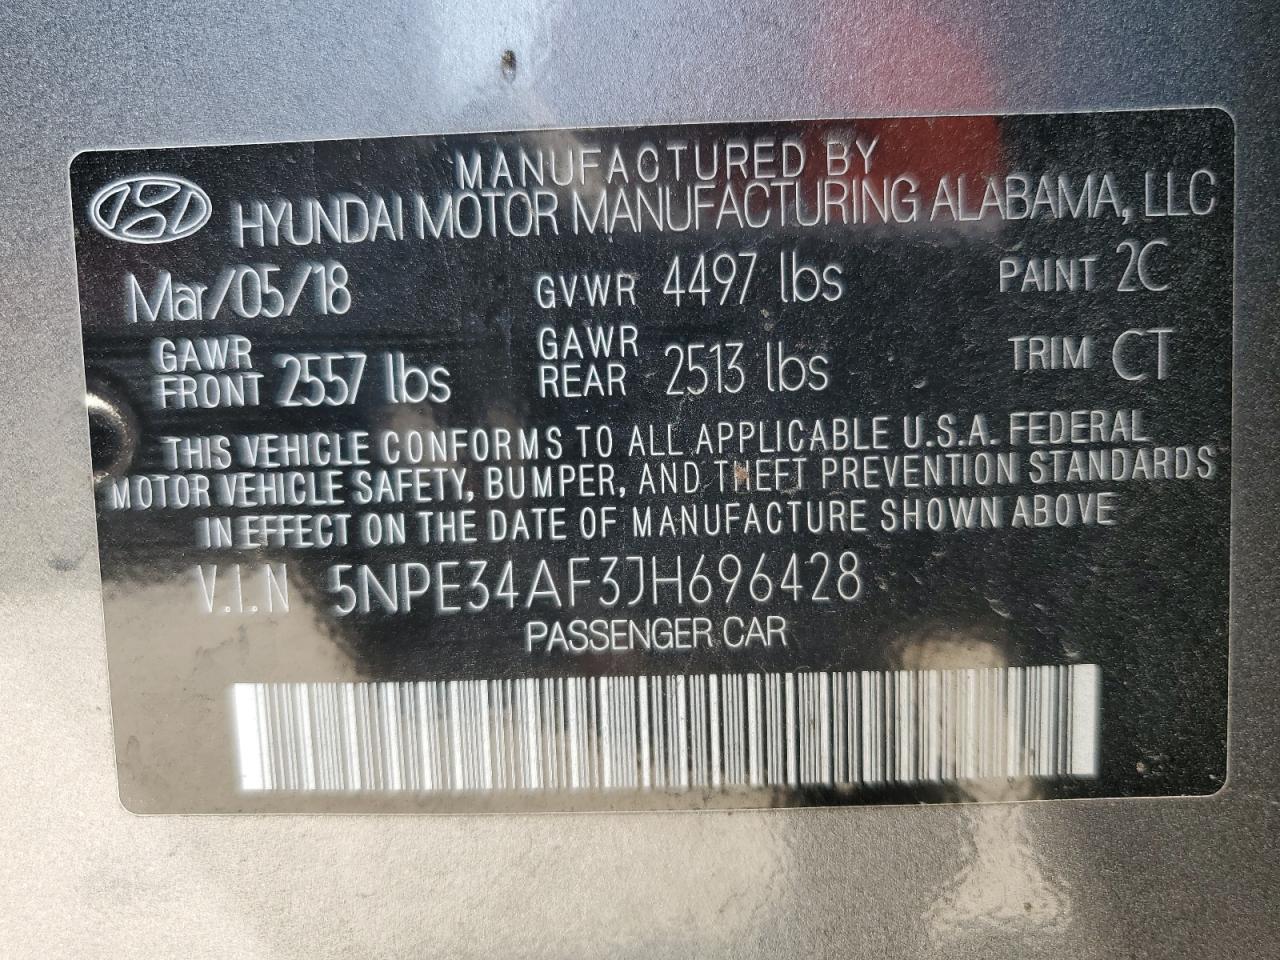 MANUFACTURED BY
HYUNDAI MOTOR MANUFACTURING ALABAMA, LLC
Mar/05/18 GVWR 4497 lbs PAINT 2C
GAWR FRONT 2557 lbs GAWR REAR 2513 lbs TRIM CT
THIS VEHICLE CONFORMS TO ALL APPLICABLE U.S.A. FEDERAL
MOTOR VEHICLE SAFETY, BUMPER, AND THEFT PREVENTION STANDARDS
IN EFFECT ON THE DATE OF MANUFACTURE SHOWN ABOVE
V.I.N 5NPE34AF3JH696428
PASSENGER CAR